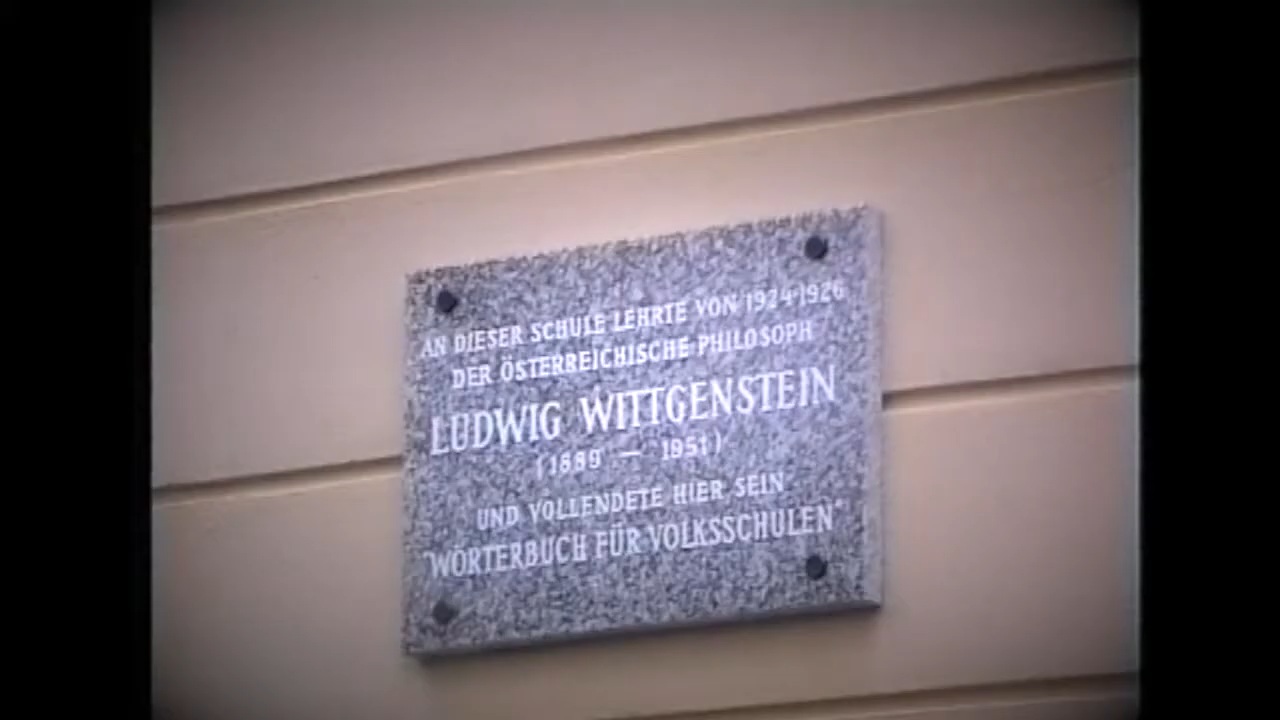 AN DIESER SCHULE LEHRTE VON 1924-1926
DER ÖSTERREICHISCHE PHILOSOPH
LUDWIG WITTGENSTEIN
(1889 — 1951)
UND VOLLENDETE HIER SEIN
"WÖRTERBUCH FÜR VOLKSSCHULEN"